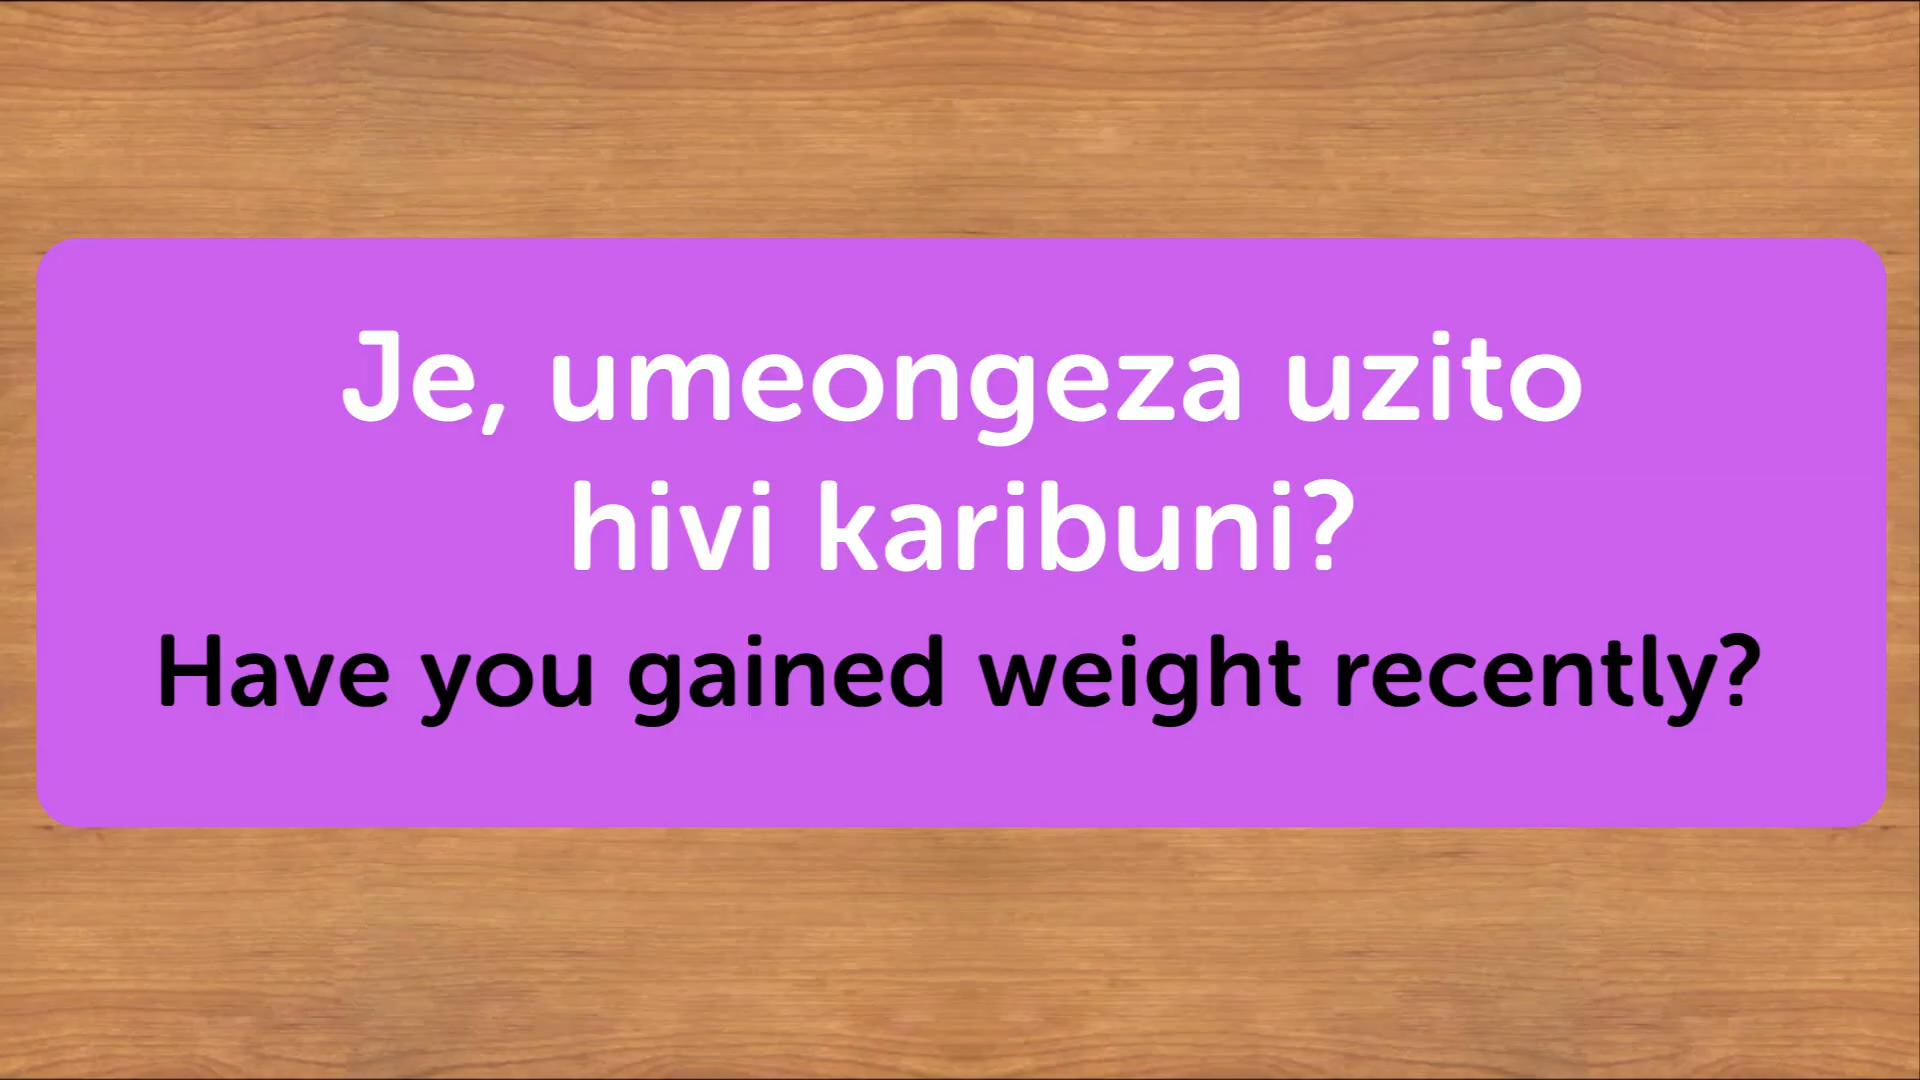 Je, umeongeza uzito
hivi karibuni?
Have you gained weight recently?